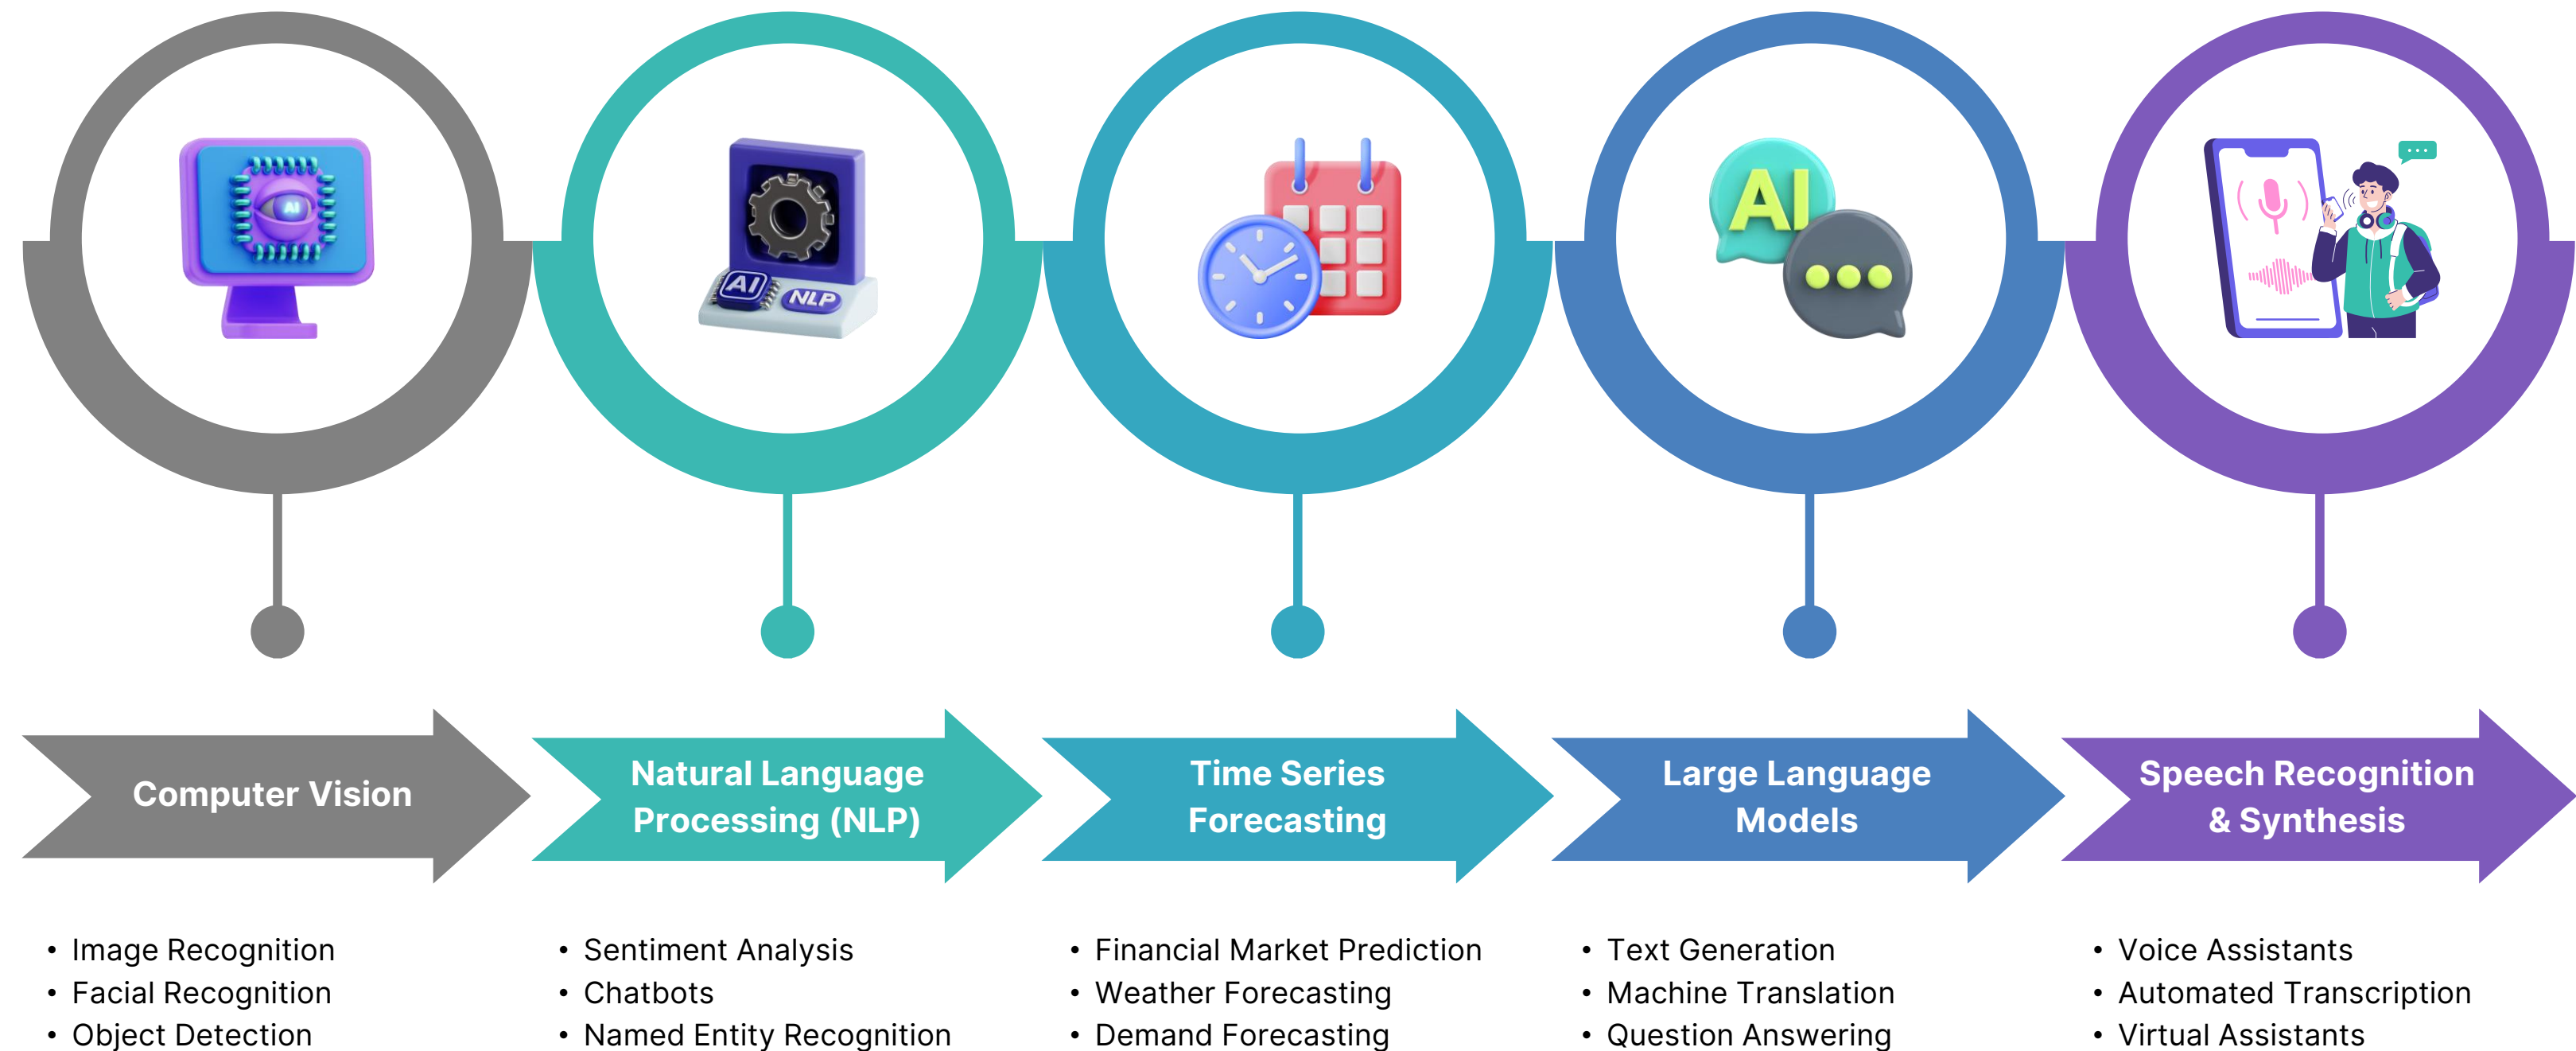 AI
AI
NLP
AI
Computer Vision
Natural Language
Processing (NLP)
Time Series
Forecasting
Large Language
Models
Speech Recognition
& Synthesis
• Image Recognition
• Facial Recognition
• Object Detection
• Sentiment Analysis
• Chatbots
• Named Entity Recognition
• Financial Market Prediction
• Weather Forecasting
• Demand Forecasting
• Text Generation
• Machine Translation
• Question Answering
• Voice Assistants
• Automated Transcription
• Virtual Assistants